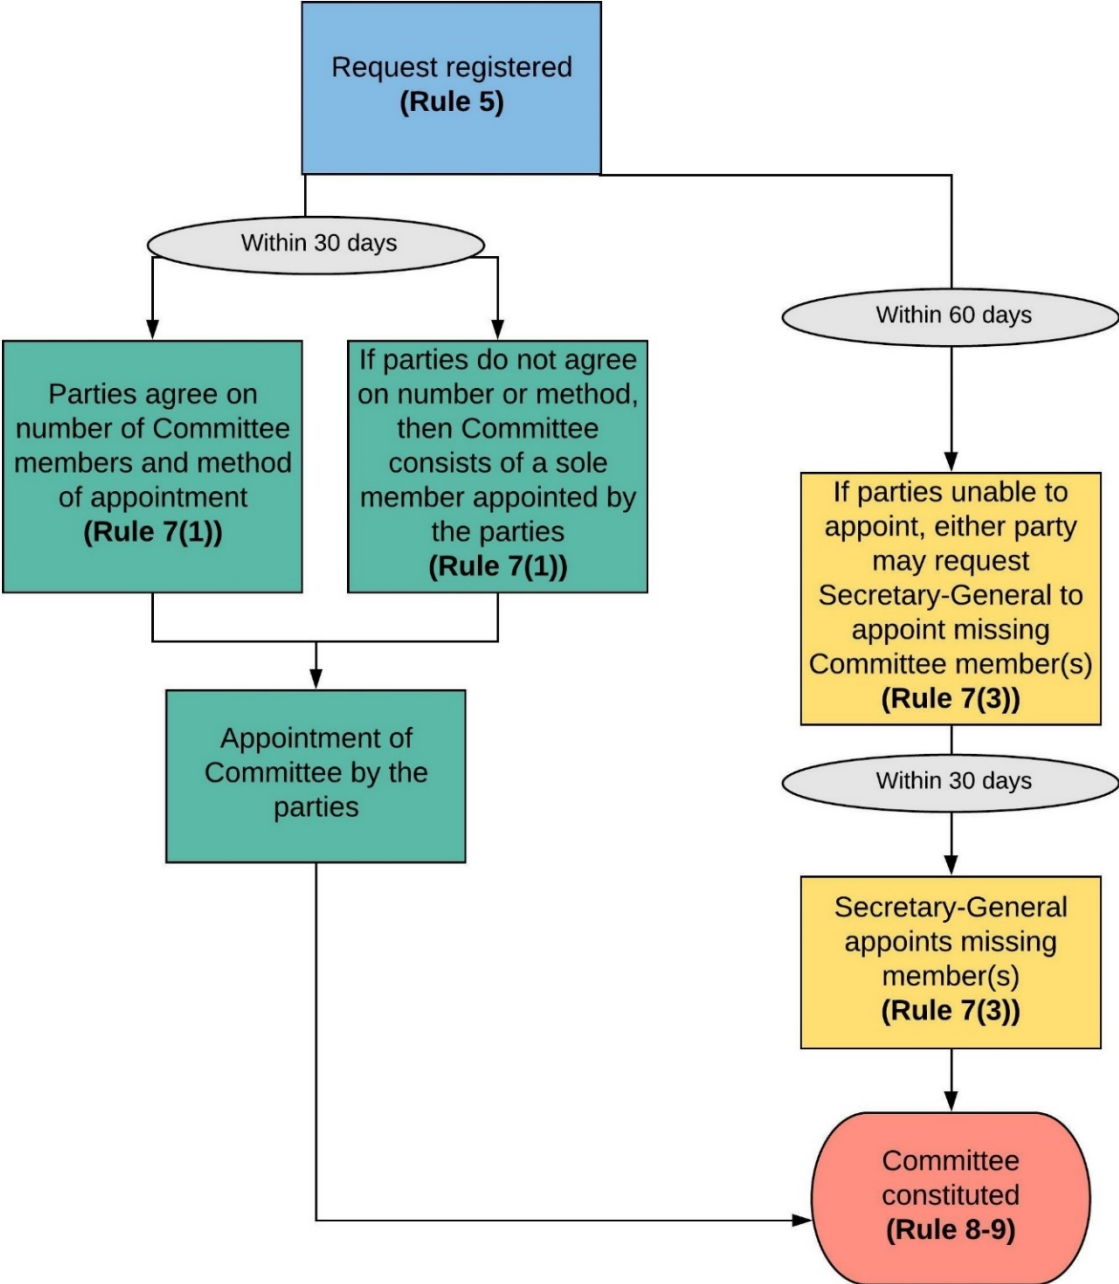 Request registered
(Rule 5)
Within 30 days
Within 60 days
Parties agree on
number of Committee
members and method
of appointment
(Rule 7(1))
If parties do not agree
on number or method,
then Committee
consists of a sole
member appointed by
the parties
(Rule 7(1))
If parties unable to
appoint, either party
may request
Secretary-General to
appoint missing
Committee member(s)
(Rule 7(3))
Appointment of
Committee by the
parties
Within 30 days
Secretary-General
appoints missing
member(s)
(Rule 7(3))
Committee
constituted
(Rule 8-9)